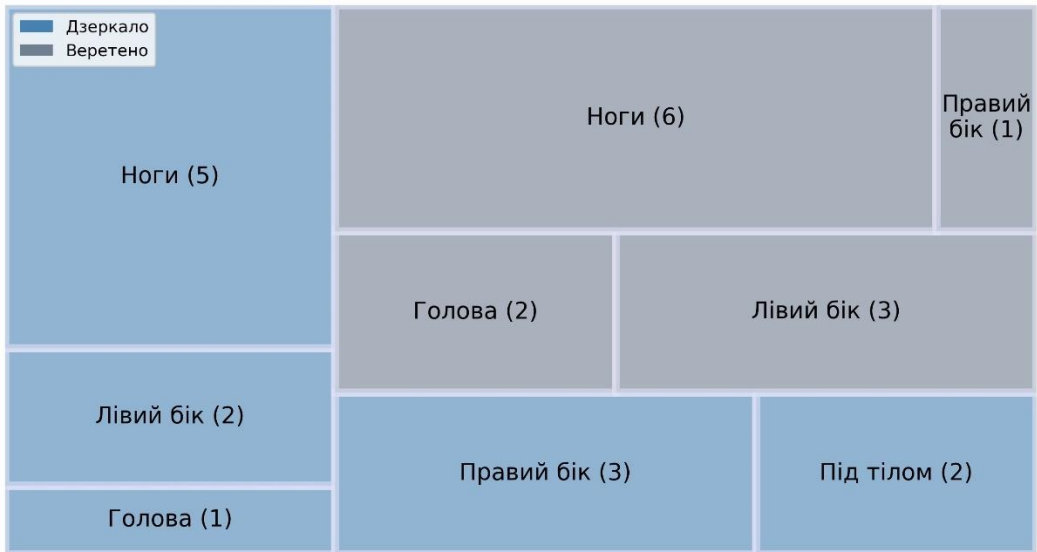 Дзеркало
Веретено
Ноги (5)
Ноги (6)
Правий
бік (1)
Голова (2)
Лівий бік (3)
Лівий бік (2)
Правий бік (3)
Під тілом (2)
Голова (1)